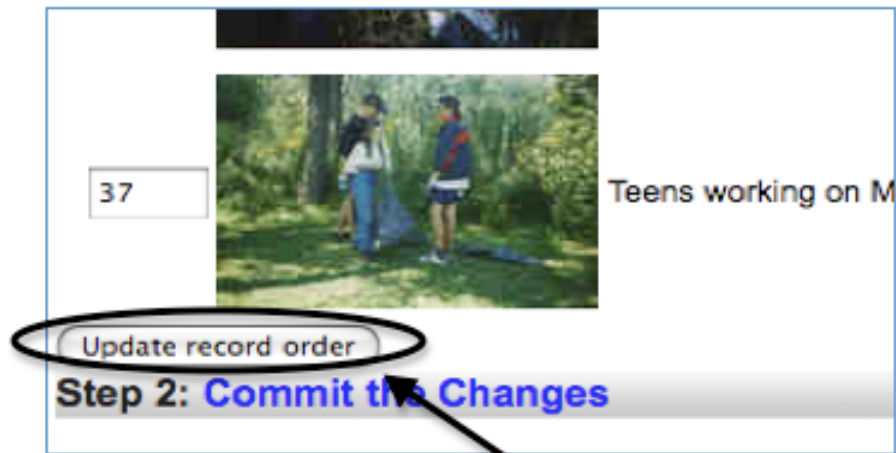 37
Teens working on M
Update record order
Step 2: Commit the Changes